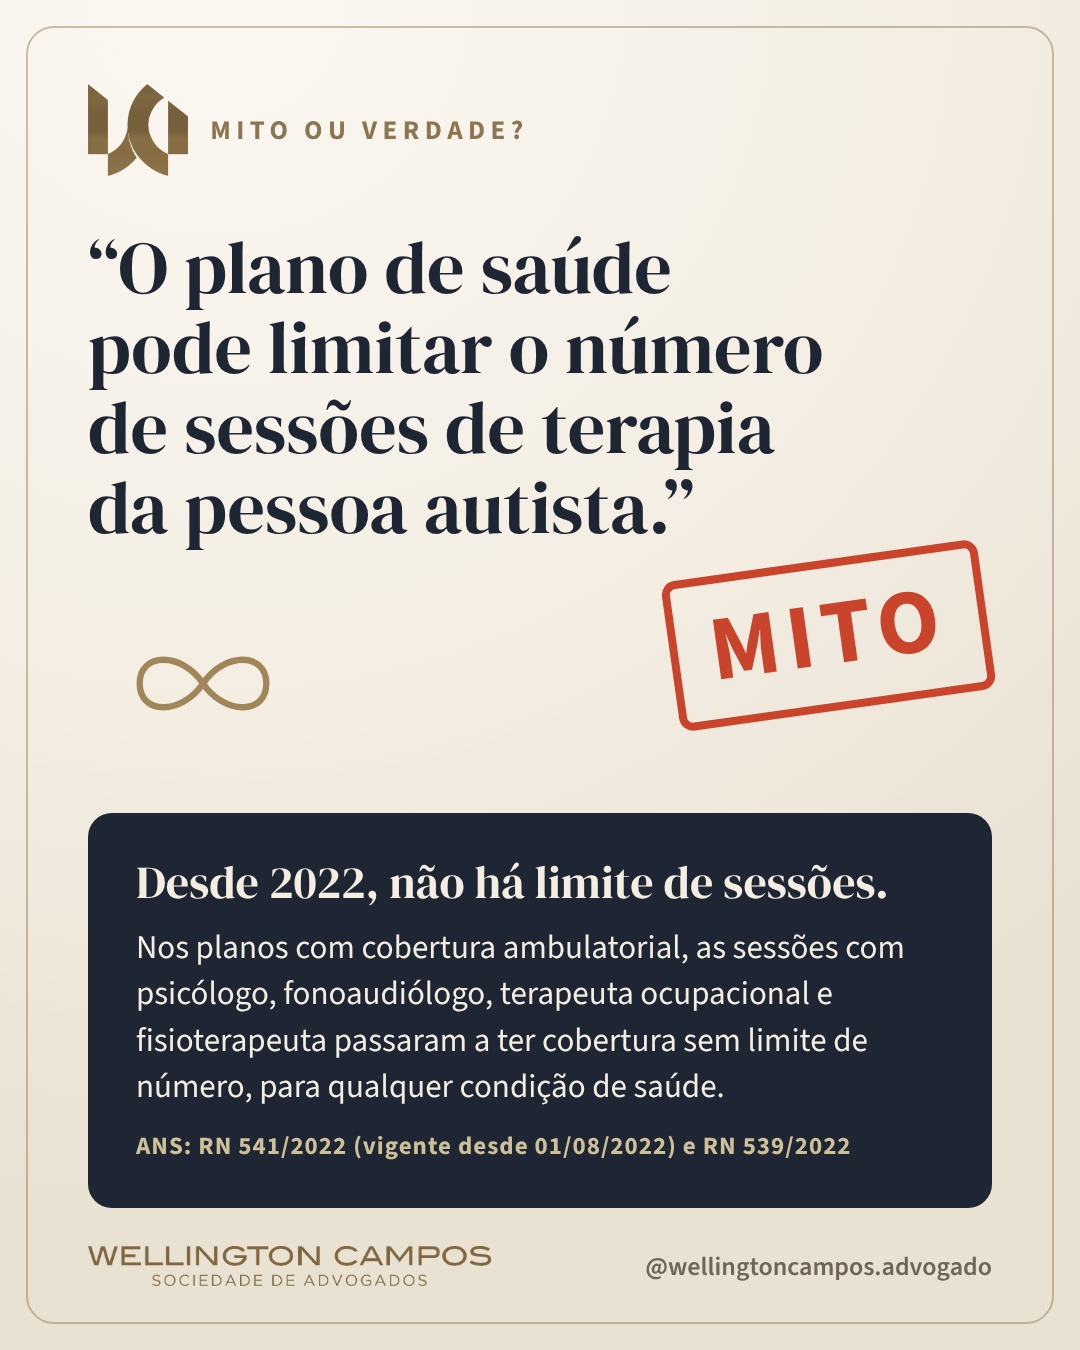 MITO OU VERDADE?
“O plano de saúde
pode limitar o número
de sessões de terapia
da pessoa autista.”
MITO
Desde 2022, não há limite de sessões.
Nos planos com cobertura ambulatorial, as sessões com
psicólogo, fonoaudiólogo, terapeuta ocupacional e
fisioterapeuta passaram a ter cobertura sem limite de
número, para qualquer condição de saúde.
ANS: RN 541/2022 (vigente desde 01/08/2022) e RN 539/2022
WELLINGTON CAMPOS
SOCIEDADE DE ADVOGADOS
@wellingtoncampos.advogado